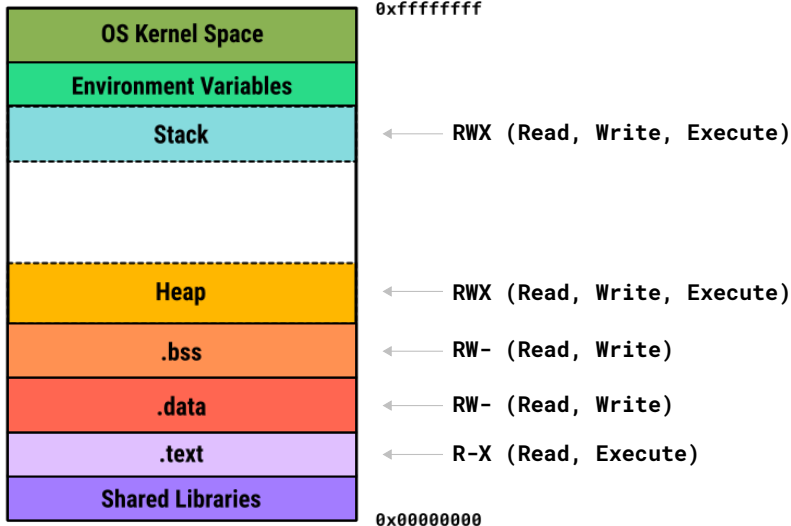 0xffffffff
OS Kernel Space
Environment Variables
Stack
RWX (Read, Write, Execute)
Heap
RWX (Read, Write, Execute)
.bss
RW- (Read, Write)
.data
RW- (Read, Write)
.text
R-X (Read, Execute)
Shared Libraries
0x00000000